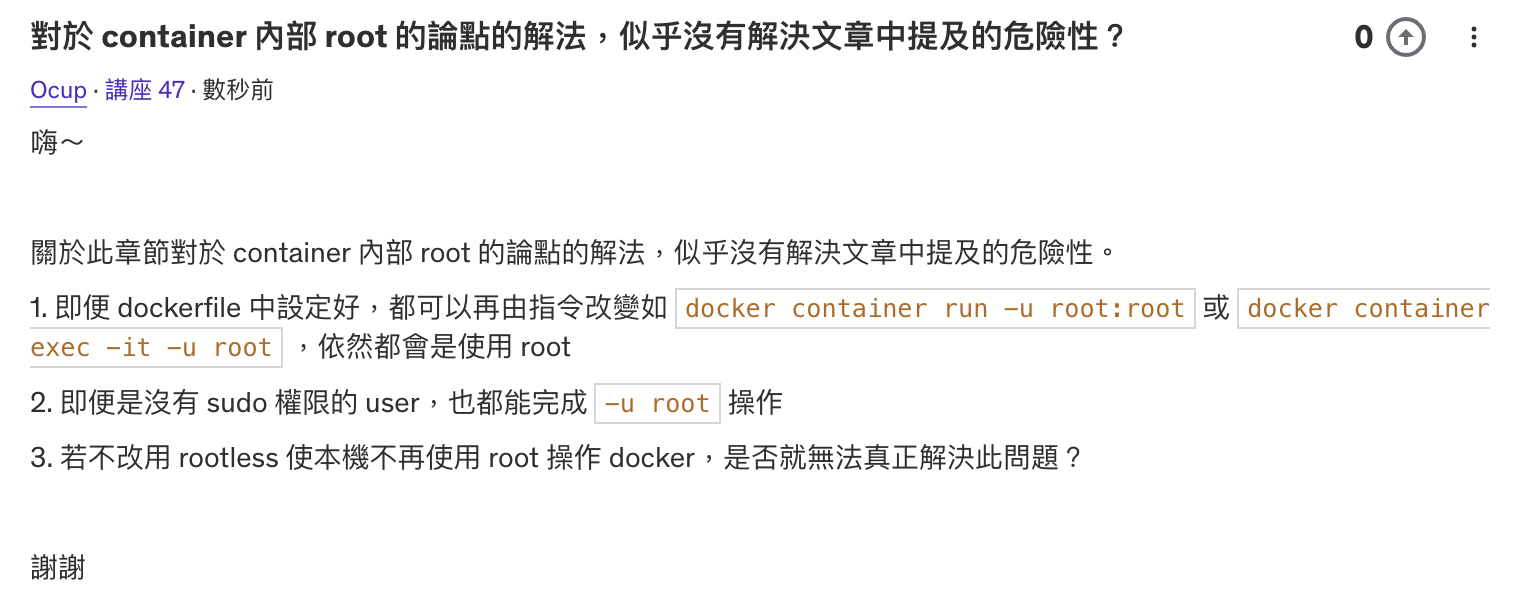 對於 container 內部 root 的論點的解法，似乎沒有解決文章中提及的危險性？
0
Ocup · 講座 47 · 數秒前
嗨～
關於此章節對於 container 內部 root 的論點的解法，似乎沒有解決文章中提及的危險性。
1. 即便 dockerfile 中設定好，都可以再由指令改變如 docker container run -u root:root 或 docker container
exec -it -u root ，依然都會是使用 root
2. 即便是沒有 sudo 權限的 user，也都能完成 -u root 操作
3. 若不改用 rootless 使本機不再使用 root 操作 docker，是否就無法真正解決此問題？
謝謝